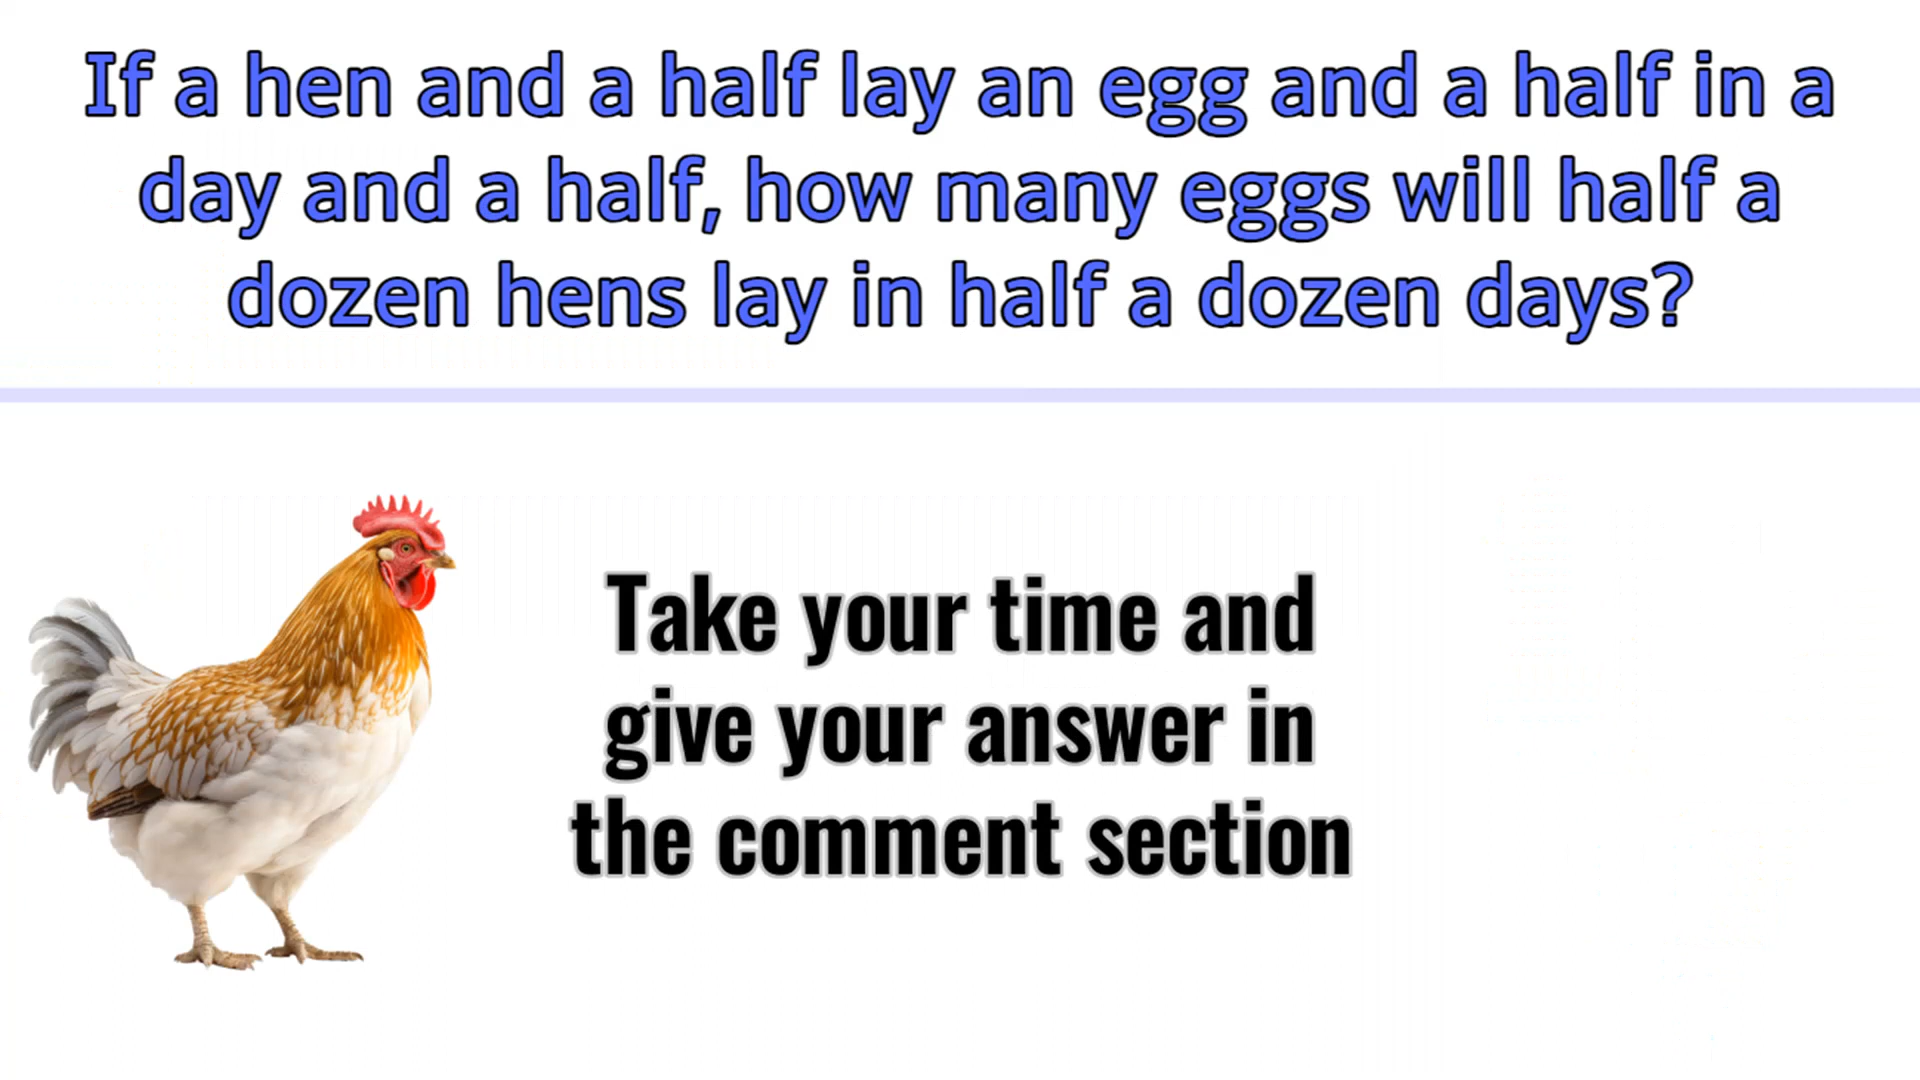 If a hen and a half lay an egg and a half in a
day and a half, how many eggs will half a
dozen hens lay in half a dozen days?
Take your time and
give your answer in
the comment section